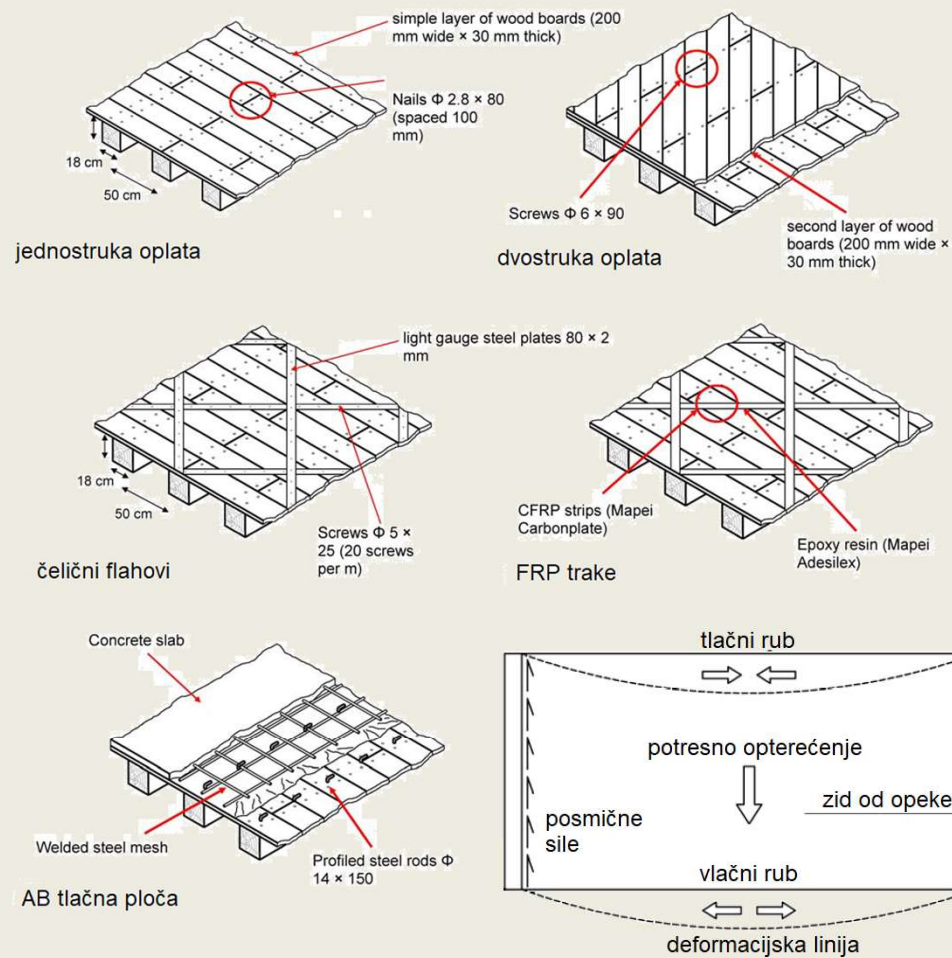 simple layer of wood boards (200
mm wide × 30 mm thick)
Nails Φ 2.8 × 80
(spaced 100
mm)
18 cm
50 cm
jednostruka oplata
Screws Φ 6 × 90
second layer of wood
boards (200 mm wide ×
30 mm thick)
dvostruka oplata
light gauge steel plates 80 × 2
mm
18 cm
50 cm
Screws Φ 5 ×
25 (20 screws
per m)
čelični flahovi
CFRP strips (Mapei
Carbonplate)
Epoxy resin (Mapei
Adesilex)
FRP trake
Concrete slab
Welded steel mesh
Profiled steel rods Φ
14 × 150
AB tlačna ploča
tlačni rub
potresno opterećenje
zid od opeke
posmične
sile
vlačni rub
deformacijska linija